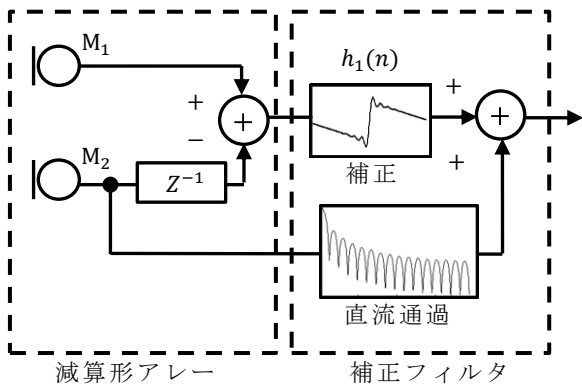 M₁
h₁(n)
+
−
+
+
+
+
補正
M₂
Z⁻¹
直流通過
減算形アレー
補正フィルタ